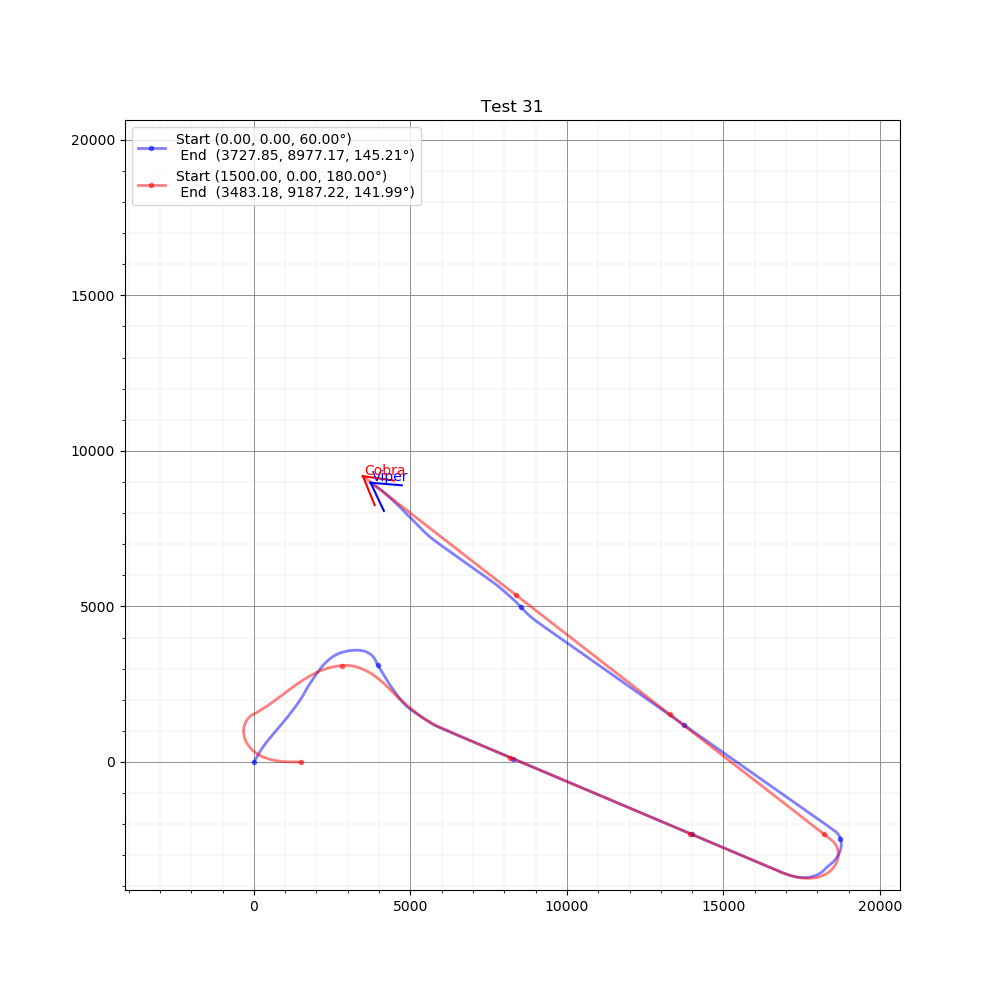 Test 31
20000
15000
10000
5000
0
Start (0.00, 0.00, 60.00°)
End (3727.85, 8977.17, 145.21°)
Start (1500.00, 0.00, 180.00°)
End (3483.18, 9187.22, 141.99°)
Cobra
Viper
0
5000
10000
15000
20000